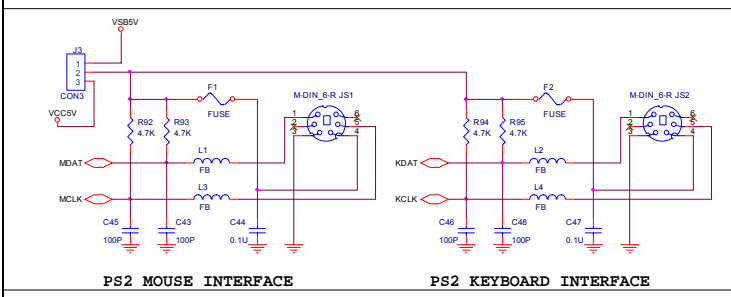 VSB5V
J3
1
2
3
CON3
VCC5V
F1
FUSE
M-DIN_6-R JS1
R92
4.7K
R93
4.7K
1
2
3
6
5
4
MDAT
L1
FB
MCLK
L3
FB
C45
100P
C43
100P
C44
0.1U
PS2 MOUSE INTERFACE
F2
FUSE
M-DIN_6-R JS2
R94
4.7K
R95
4.7K
1
2
3
6
5
4
KDAT
L2
FB
KCLK
L4
FB
C46
100P
C48
100P
C47
0.1U
PS2 KEYBOARD INTERFACE